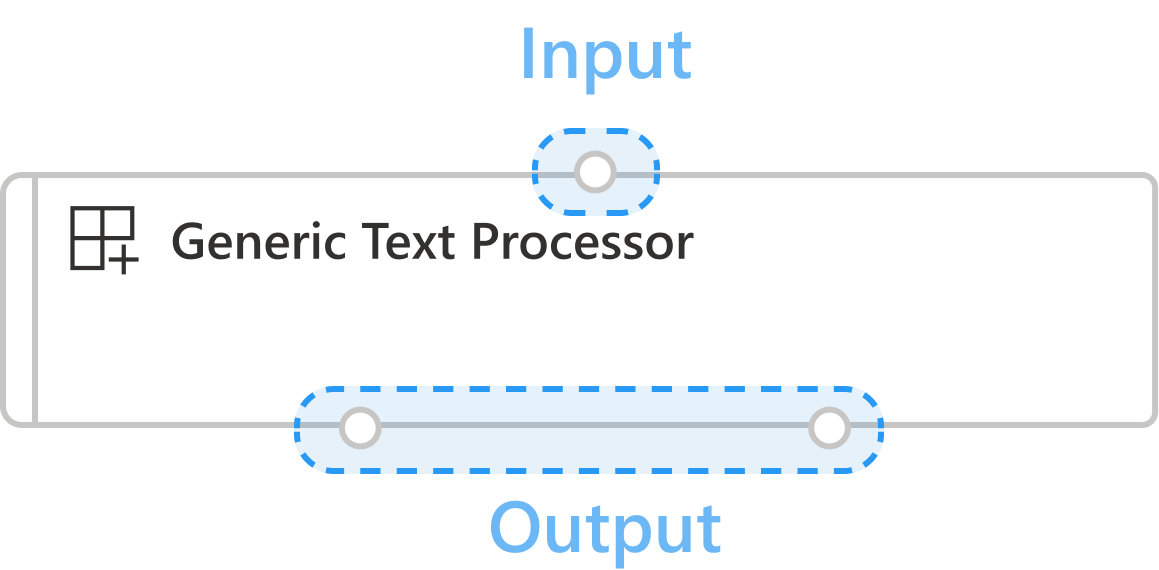 Input
Generic Text Processor
Output